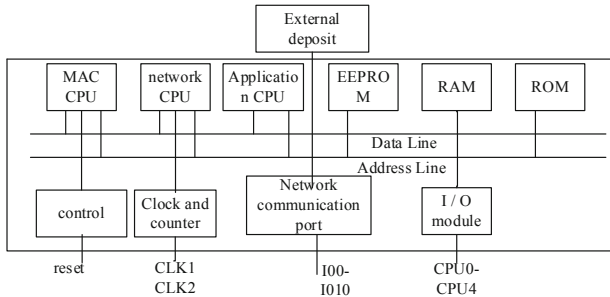 External
deposit
MAC
CPU
network
CPU
Applicatio
n CPU
EEPRO
M
RAM
ROM
Data Line
Address Line
control
Clock and
counter
Network
communication
port
I / O
module
reset
CLK1
CLK2
I00-
I010
CPU0-
CPU4